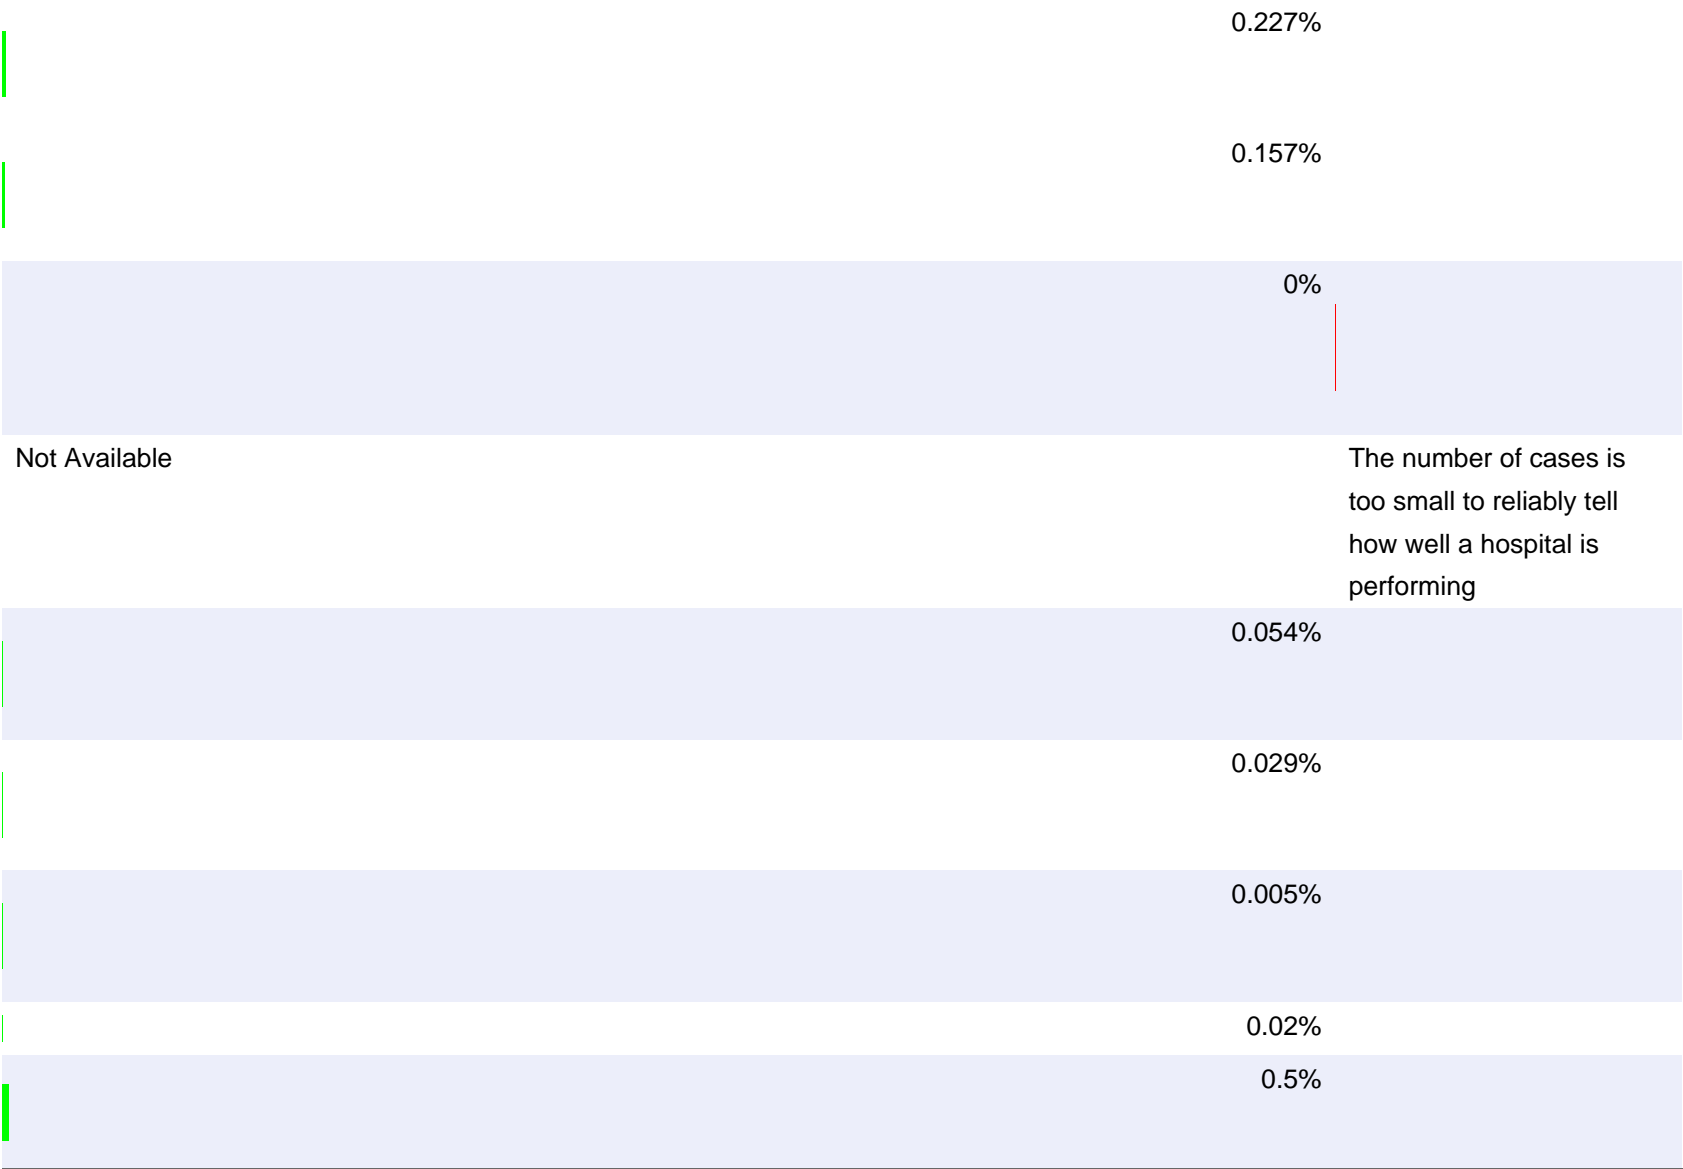 0.227%
0.157%
0%
Not Available
The number of cases is
too small to reliably tell
how well a hospital is
performing
0.054%
0.029%
0.005%
0.02%
0.5%